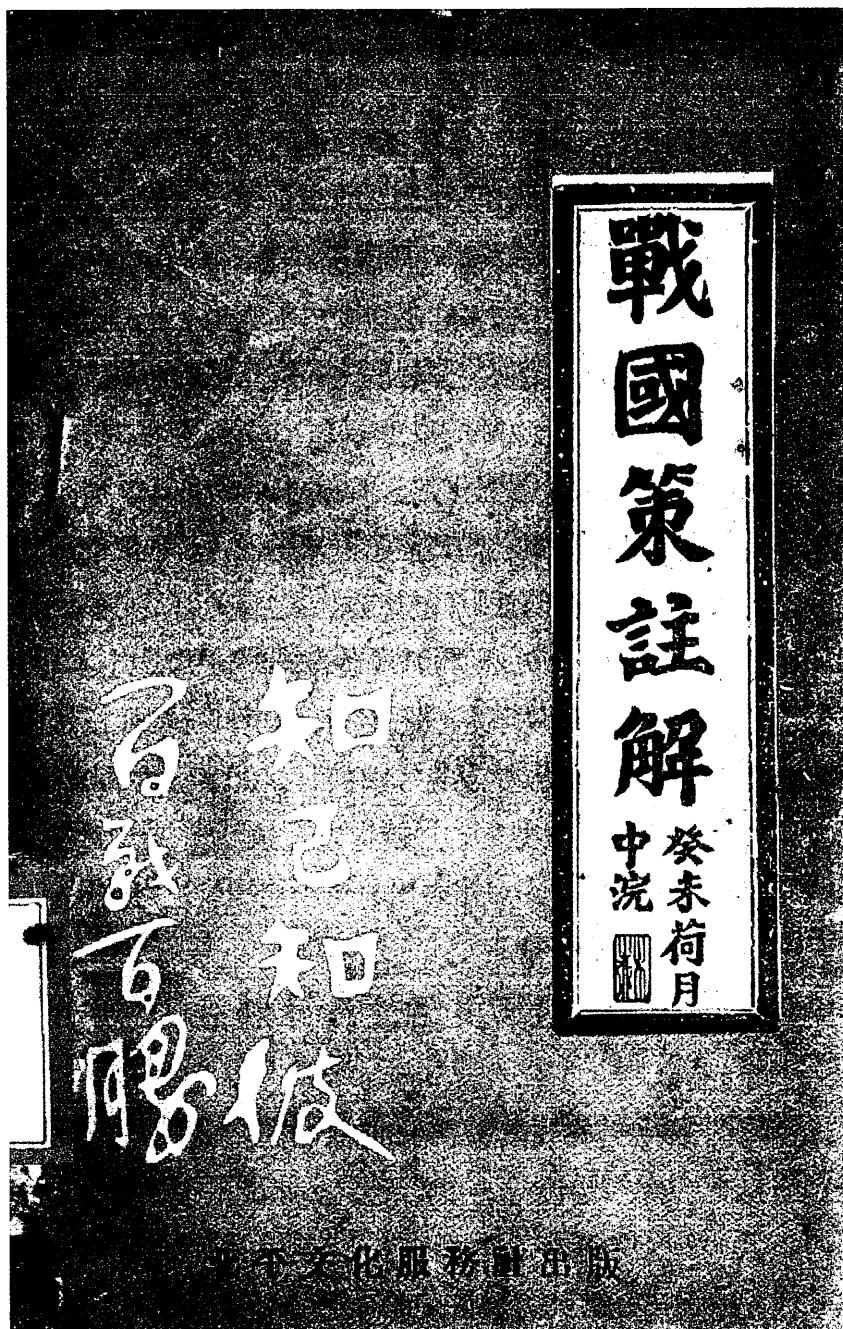 戰國策註解
癸未荷月
中浣
知己知彼
百戰百勝
平文化服務社出版